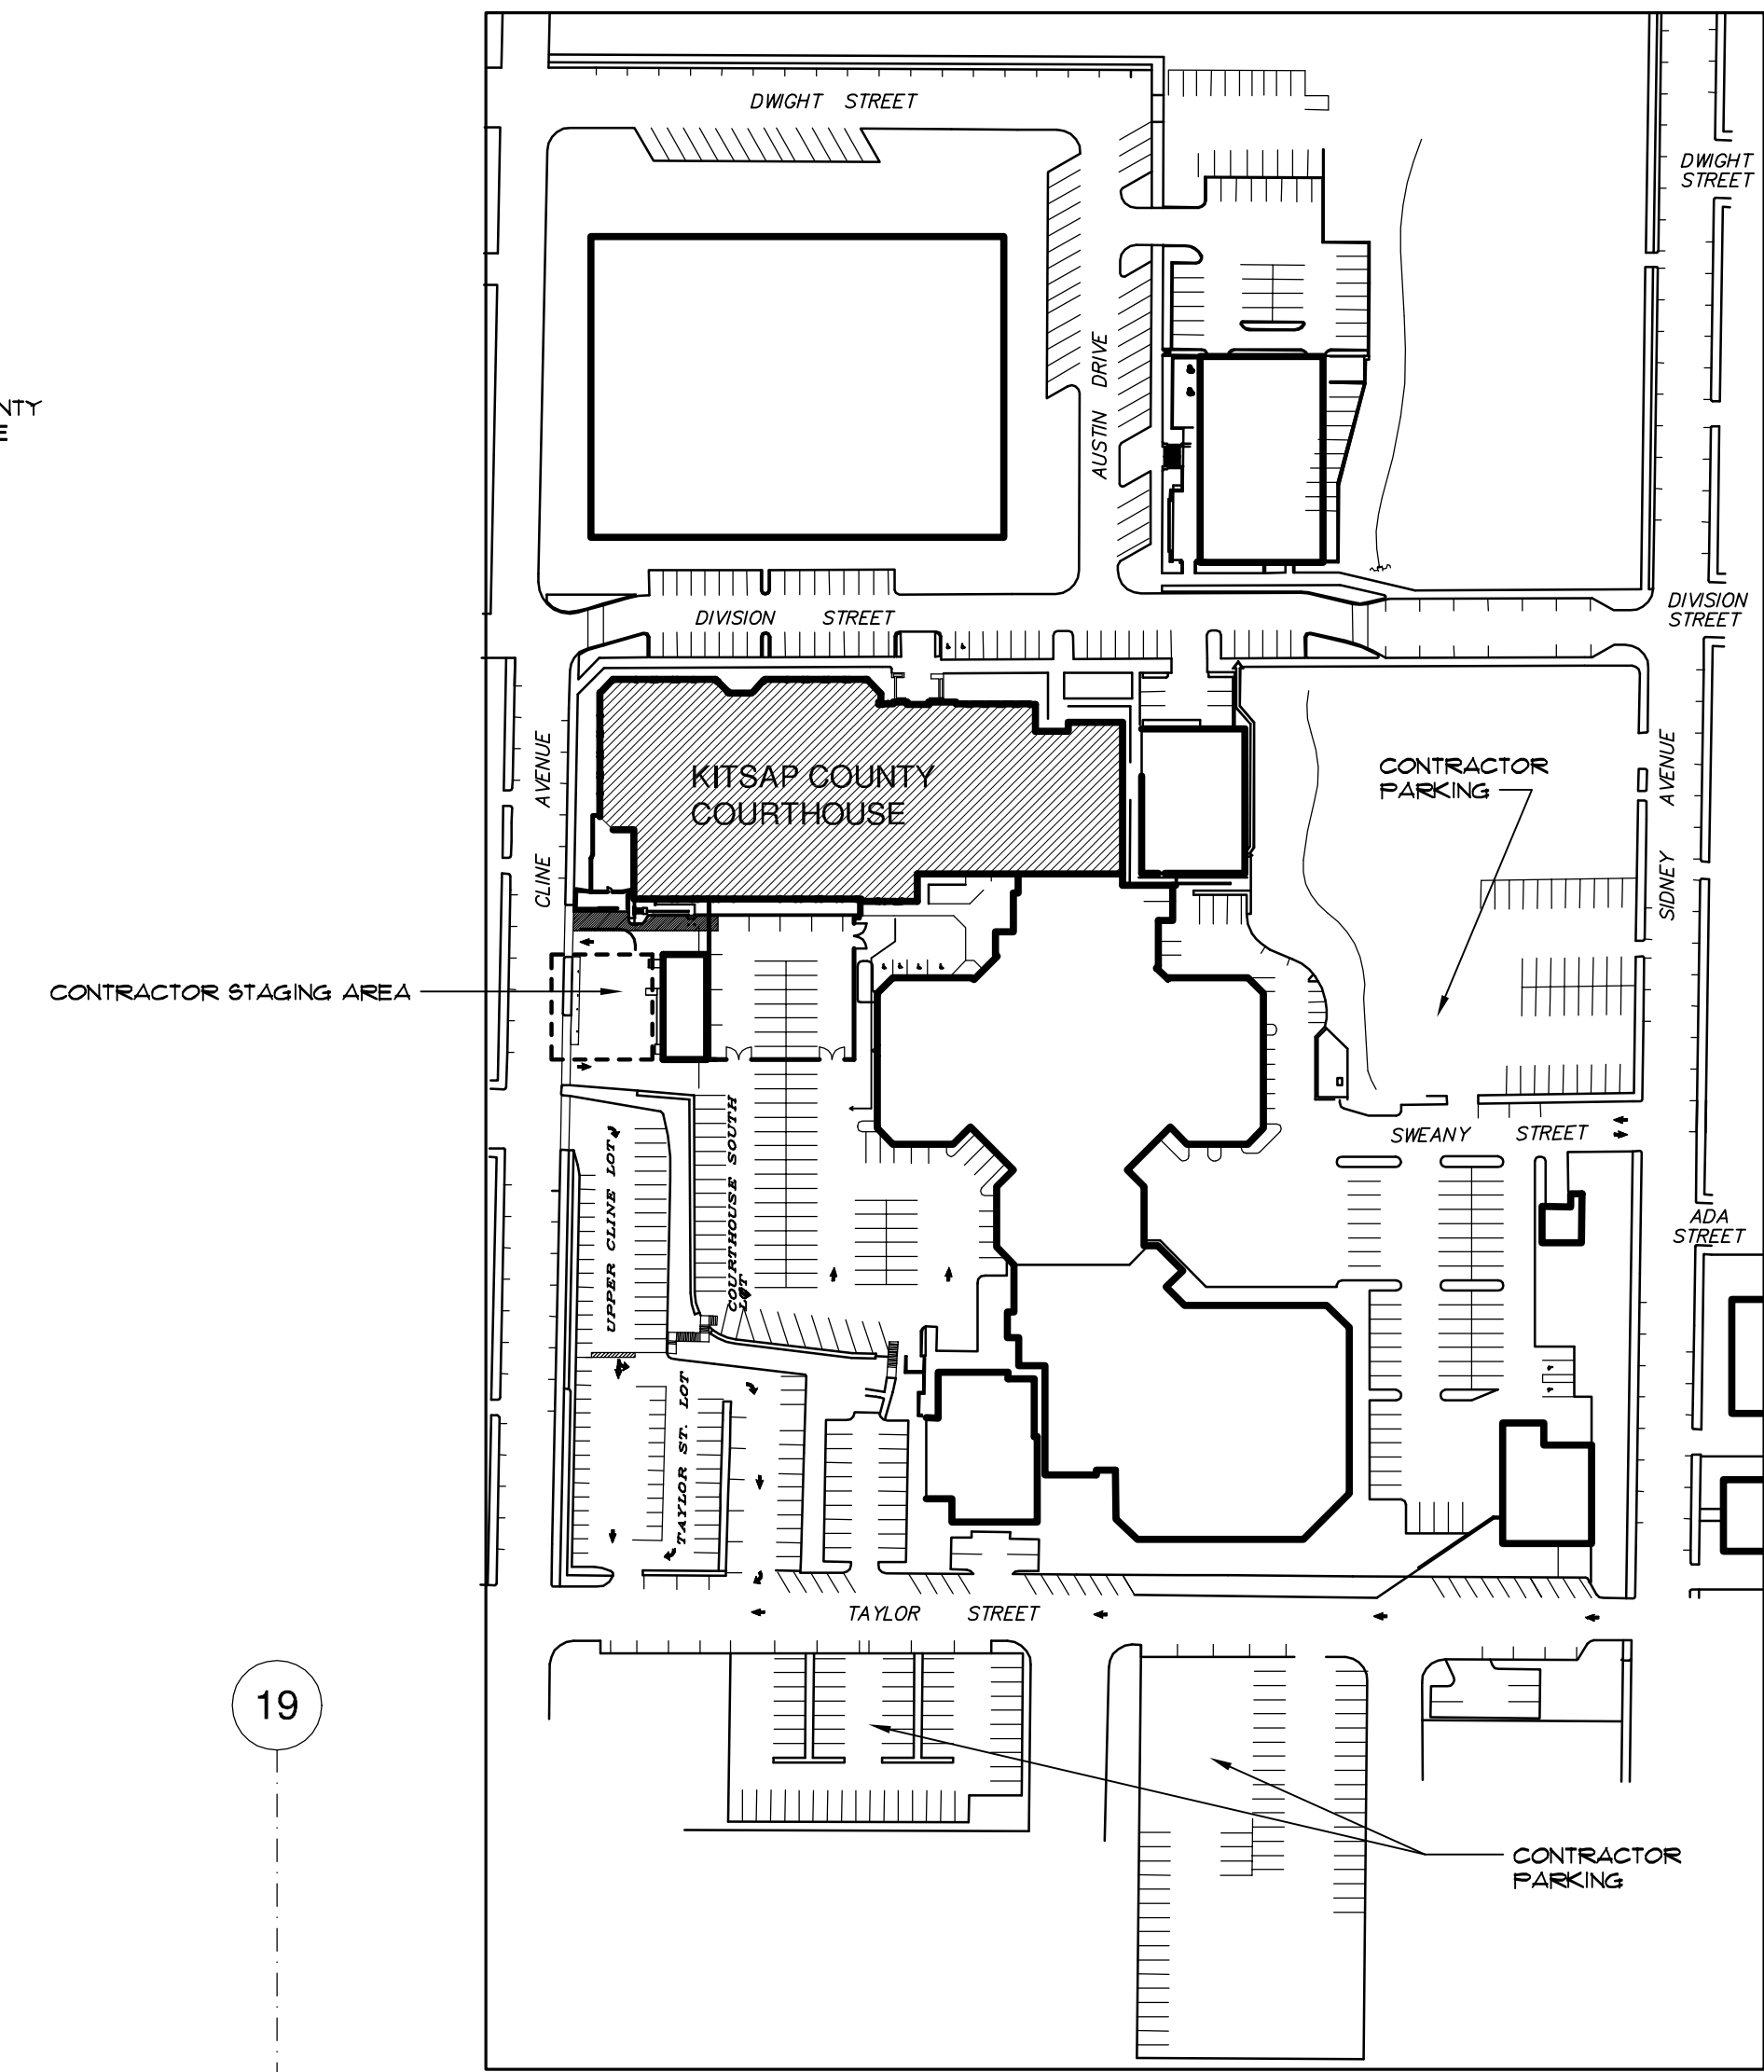 DWIGHT STREET
DWIGHT
STREET
AUSTIN DRIVE
NTY
E
DIVISION STREET
DIVISION
STREET
KITSAP COUNTY
COURTHOUSE
CLINE AVENUE
CONTRACTOR
PARKING
SIDNEY AVENUE
CONTRACTOR STAGING AREA
SWEANY STREET
UPPER CLINE LOT
COURTHOUSE SOUTH
LOT
ADA
STREET
TAYLOR ST. LOT
TAYLOR STREET
19
CONTRACTOR
PARKING